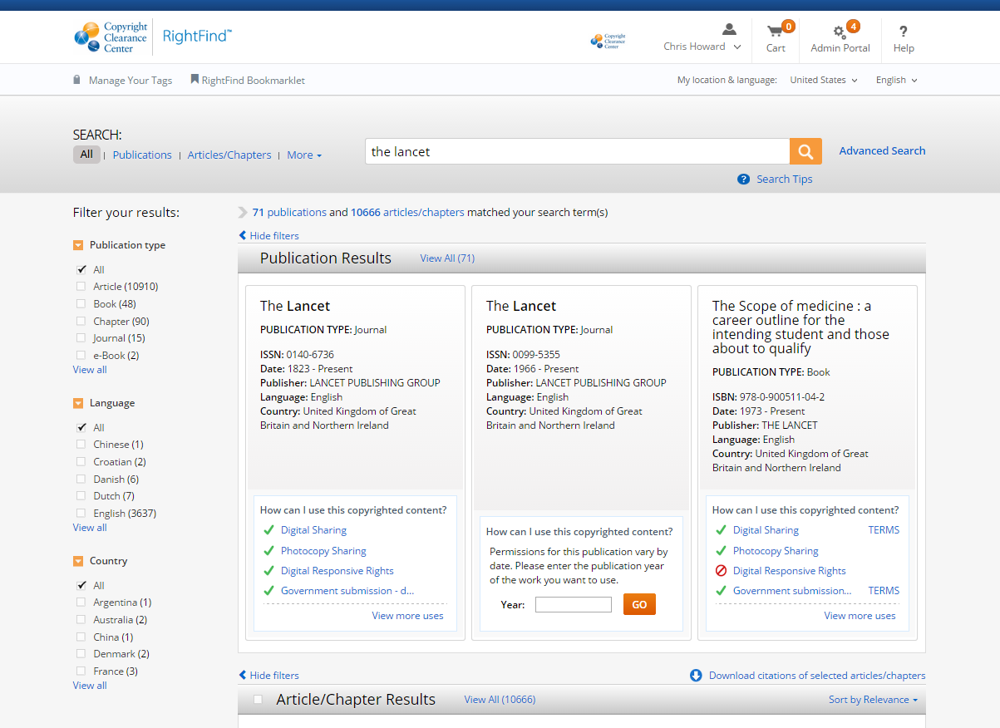 Copyright
Clearance
Center
RightFind™
Copyright
Clearance
Center
Chris Howard
0
Cart
4
Admin Portal
?
Help
Manage Your Tags
RightFind Bookmarklet
My location & language: United States English
SEARCH:
All | Publications | Articles/Chapters | More
the lancet
Advanced Search
? Search Tips
Filter your results:
Publication type
All
Article (10910)
Book (48)
Chapter (90)
Journal (15)
e-Book (2)
View all
Language
All
Chinese (1)
Croatian (2)
Danish (6)
Dutch (7)
English (3637)
View all
Country
All
Argentina (1)
Australia (2)
China (1)
Denmark (2)
France (3)
View all
71 publications and 10666 articles/chapters matched your search term(s)
Hide filters
Publication Results View All (71)
The Lancet
PUBLICATION TYPE: Journal
ISSN: 0140-6736
Date: 1823 - Present
Publisher: LANCET PUBLISHING GROUP
Language: English
Country: United Kingdom of Great
Britain and Northern Ireland
How can I use this copyrighted content?
Digital Sharing
Photocopy Sharing
Digital Responsive Rights
Government submission - d...
View more uses
The Lancet
PUBLICATION TYPE: Journal
ISSN: 0099-5355
Date: 1966 - Present
Publisher: LANCET PUBLISHING GROUP
Language: English
Country: United Kingdom of Great
Britain and Northern Ireland
How can I use this copyrighted content?
Permissions for this publication vary by
date. Please enter the publication year
of the work you want to use.
Year: GO
The Scope of medicine : a
career outline for the
intending student and those
about to qualify
PUBLICATION TYPE: Book
ISBN: 978-0-900511-04-2
Date: 1973 - Present
Publisher: THE LANCET
Language: English
Country: United Kingdom of Great
Britain and Northern Ireland
How can I use this copyrighted content?
Digital Sharing TERMS
Photocopy Sharing
Digital Responsive Rights
Government submission... TERMS
View more uses
Hide filters
Download citations of selected articles/chapters
Article/Chapter Results View All (10666)
Sort by Relevance